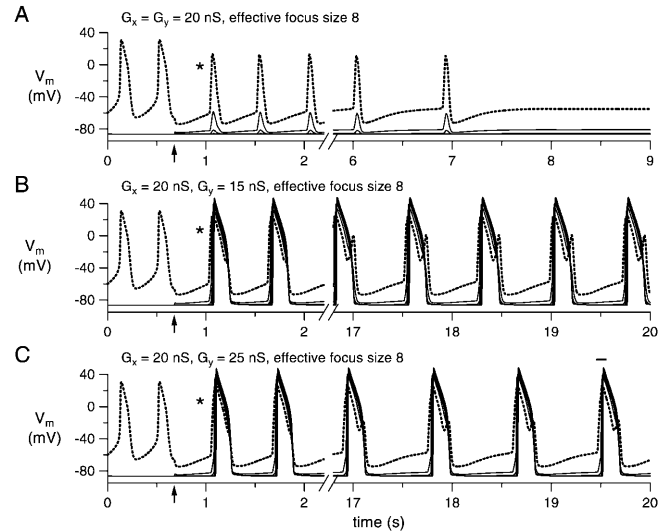 A
Gx = Gy = 20 nS, effective focus size 8
Vm
(mV)
40
0
-40
-80
*
0 1 2 6 7 8 9
B
Gx = 20 nS, Gy = 15 nS, effective focus size 8
Vm
(mV)
40
0
-40
-80
*
0 1 2 17 18 19 20
C
Gx = 20 nS, Gy = 25 nS, effective focus size 8
Vm
(mV)
40
0
-40
-80
*
0 1 2 17 18 19 20
time (s)